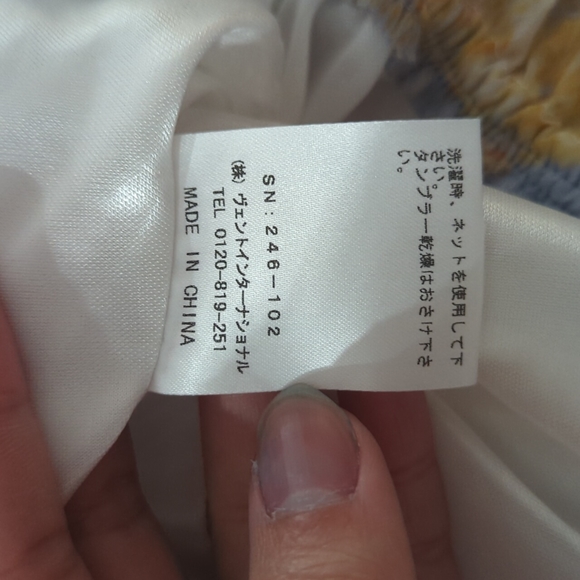 洗濯時、ネットを使用して下
さい。
タンブラー乾燥はおさけ下さ
い。
SN:246-102
(株) ヴェントインターナショナル
TEL 0120-819-251
MADE IN CHINA